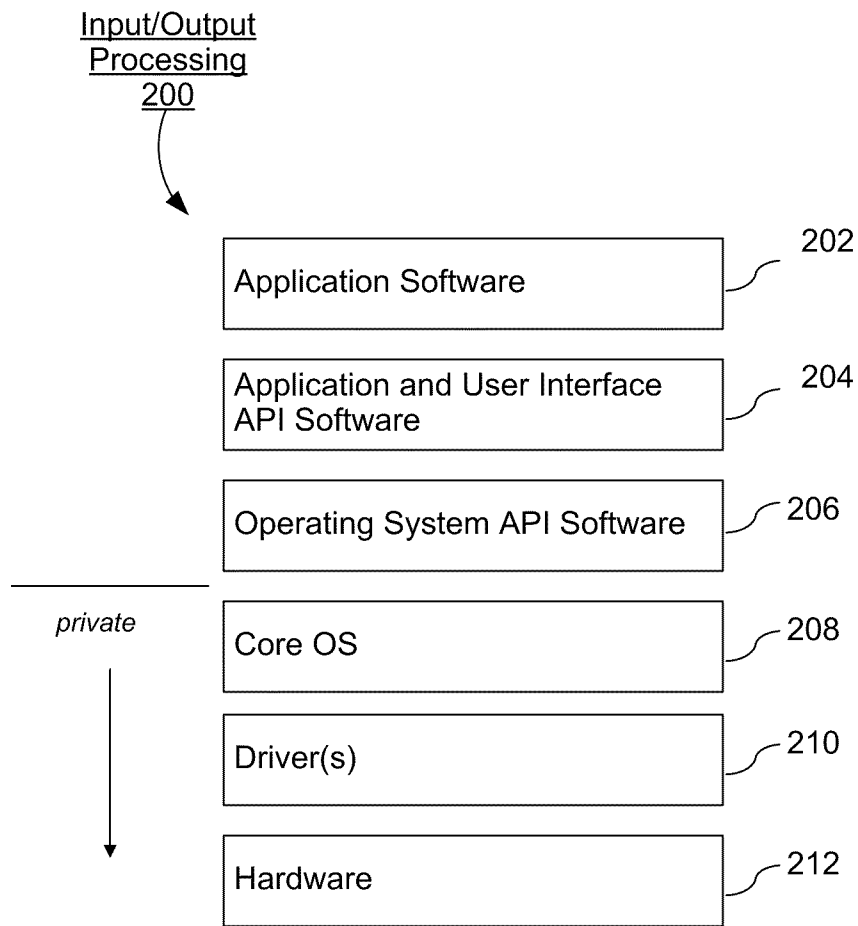 Input/Output
Processing
200
202
Application Software
204
Application and User Interface
API Software
206
Operating System API Software
private
208
Core OS
210
Driver(s)
212
Hardware